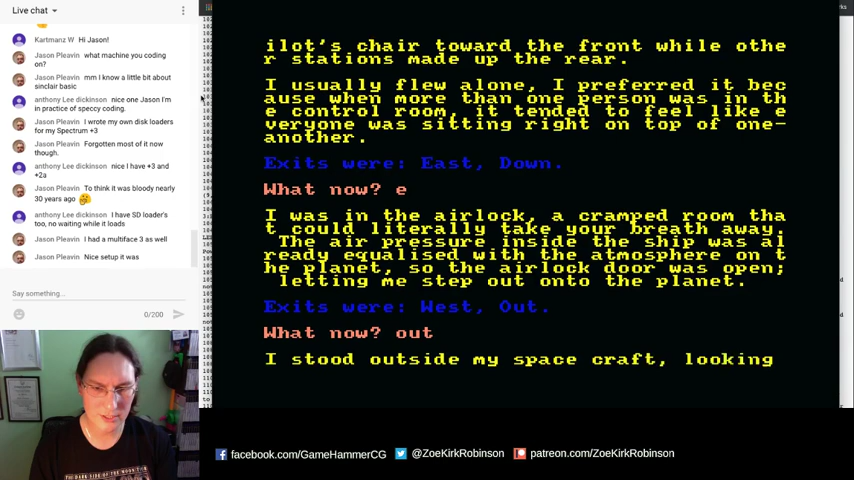 Live chat
Kartmanz W Hi Jason!
Jason Pleavin what machine you coding
on?
Jason Pleavin mm I know a little bit about
sinclair basic
anthony Lee dickinson nice one Jason I'm
in practice of speccy coding.
Jason Pleavin I wrote my own disk loaders
for my Spectrum +3
Jason Pleavin Forgotten most of it now
though.
anthony Lee dickinson nice I have +3 and
+2a
Jason Pleavin To think it was bloody nearly
30 years ago
anthony Lee dickinson I have SD loader's
too, no waiting while it loads
Jason Pleavin I had a multiface 3 as well
Jason Pleavin Nice setup it was
Say something...
0/200
ilot's chair toward the front while othe
r stations made up the rear.
I usually flew alone, I preferred it bec
ause when more than one person was in th
e control room, it tended to feel like e
veryone was sitting right on top of one-
another.
Exits were: East, Down.
What now? e
I was in the airlock, a cramped room tha
t could literally take your breath away.
The air pressure inside the ship was al
ready equalised with the atmosphere on t
he planet, so the airlock door was open;
letting me step out onto the planet.
Exits were: West, Out.
What now? out
I stood outside my space craft, looking
facebook.com/GameHammerCG @ZoeKirkRobinson patreon.com/ZoeKirkRobinson